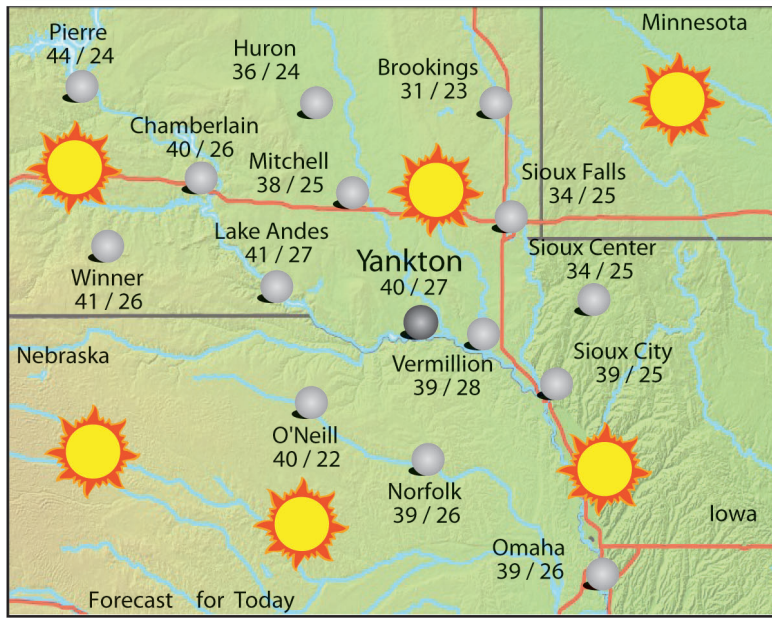 Minnesota
Pierre
44 / 24
Huron
36 / 24
Brookings
31 / 23
Chamberlain
40 / 26
Mitchell
38 / 25
Sioux Falls
34 / 25
Lake Andes
41 / 27
Yankton
40 / 27
Sioux Center
34 / 25
Winner
41 / 26
Nebraska
Vermillion
39 / 28
Sioux City
39 / 25
O'Neill
40 / 22
Norfolk
39 / 26
Iowa
Omaha
39 / 26
Forecast for Today